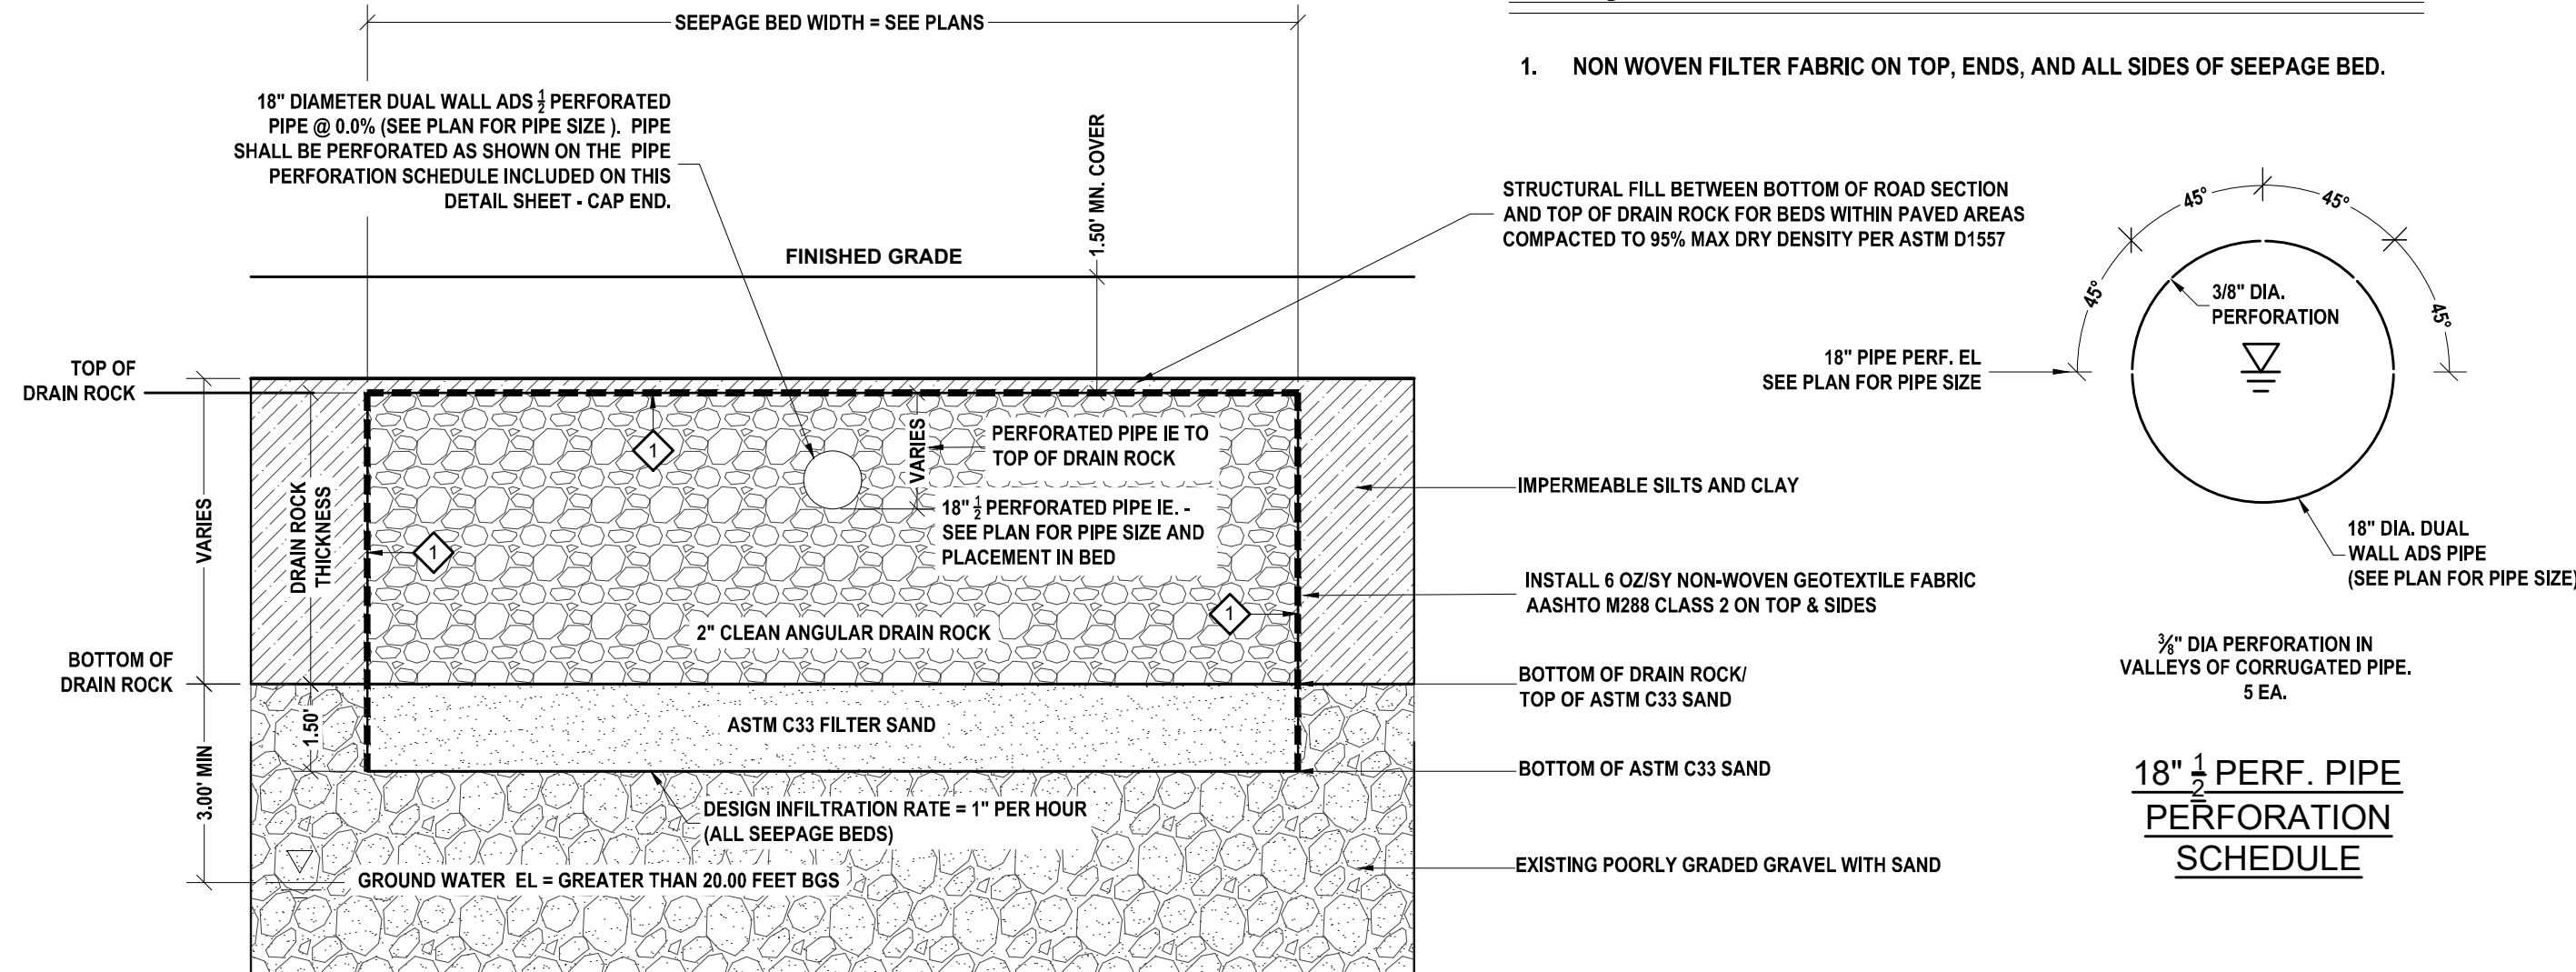 SEEPAGE BED WIDTH = SEE PLANS
1. NON WOVEN FILTER FABRIC ON TOP, ENDS, AND ALL SIDES OF SEEPAGE BED.
18" DIAMETER DUAL WALL ADS ½ PERFORATED
PIPE @ 0.0% (SEE PLAN FOR PIPE SIZE ). PIPE
SHALL BE PERFORATED AS SHOWN ON THE PIPE
PERFORATION SCHEDULE INCLUDED ON THIS
DETAIL SHEET - CAP END.
1.50' MN. COVER
FINISHED GRADE
STRUCTURAL FILL BETWEEN BOTTOM OF ROAD SECTION
AND TOP OF DRAIN ROCK FOR BEDS WITHIN PAVED AREAS
COMPACTED TO 95% MAX DRY DENSITY PER ASTM D1557
TOP OF
DRAIN ROCK
VARIES
DRAIN ROCK
THICKNESS
1
1
1
VARIES
PERFORATED PIPE IE TO
TOP OF DRAIN ROCK
18" ½ PERFORATED PIPE IE. -
SEE PLAN FOR PIPE SIZE AND
PLACEMENT IN BED
2" CLEAN ANGULAR DRAIN ROCK
IMPERMEABLE SILTS AND CLAY
INSTALL 6 OZ/SY NON-WOVEN GEOTEXTILE FABRIC
AASHTO M288 CLASS 2 ON TOP & SIDES
BOTTOM OF
DRAIN ROCK
BOTTOM OF DRAIN ROCK/
TOP OF ASTM C33 SAND
3.00' MIN
1.50'
ASTM C33 FILTER SAND
BOTTOM OF ASTM C33 SAND
DESIGN INFILTRATION RATE = 1" PER HOUR
(ALL SEEPAGE BEDS)
GROUND WATER EL = GREATER THAN 20.00 FEET BGS
EXISTING POORLY GRADED GRAVEL WITH SAND
45°
45°
45°
45°
3/8" DIA.
PERFORATION
18" PIPE PERF. EL
SEE PLAN FOR PIPE SIZE
18" DIA. DUAL
WALL ADS PIPE
(SEE PLAN FOR PIPE SIZE)
⅜" DIA PERFORATION IN
VALLEYS OF CORRUGATED PIPE.
5 EA.
18" ½ PERF. PIPE
PERFORATION
SCHEDULE